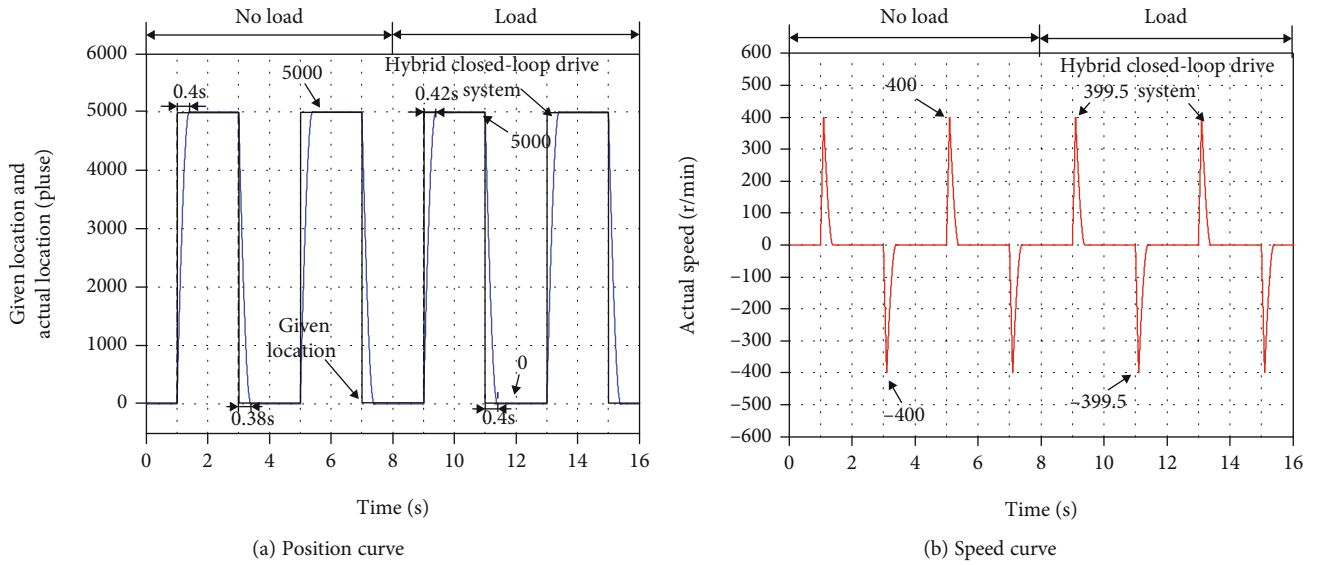 No load
Load
6000
5000
4000
3000
2000
1000
0
Given location and
actual location (pluse)
0.4s
5000
Hybrid closed-loop drive
system
0.42s
5000
Given
location
0
0.38s
0.4s
0 2 4 6 8 10 12 14 16
Time (s)
(a) Position curve
No load
Load
600
500
400
300
200
100
0
–100
–200
–300
–400
–500
–600
Actual speed (r/min)
400
Hybrid closed-loop drive
399.5 system
–400
–399.5
0 2 4 6 8 10 12 14 16
Time (s)
(b) Speed curve